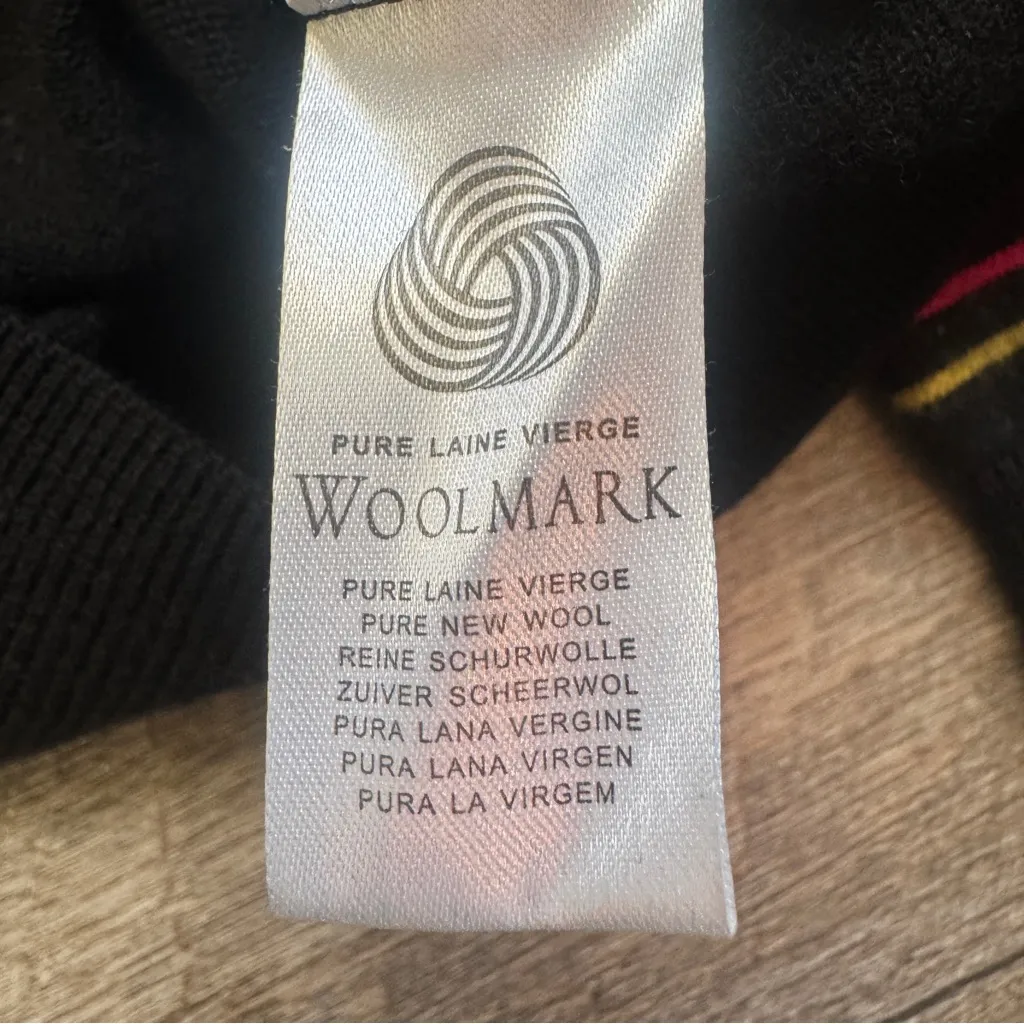 PURE LAINE VIERGE
WOOLMARK
PURE LAINE VIERGE
PURE NEW WOOL
REINE SCHURWOLLE
ZUIVER SCHEERWOL
PURA LANA VERGINE
PURA LANA VIRGEN
PURA LA VIRGEM